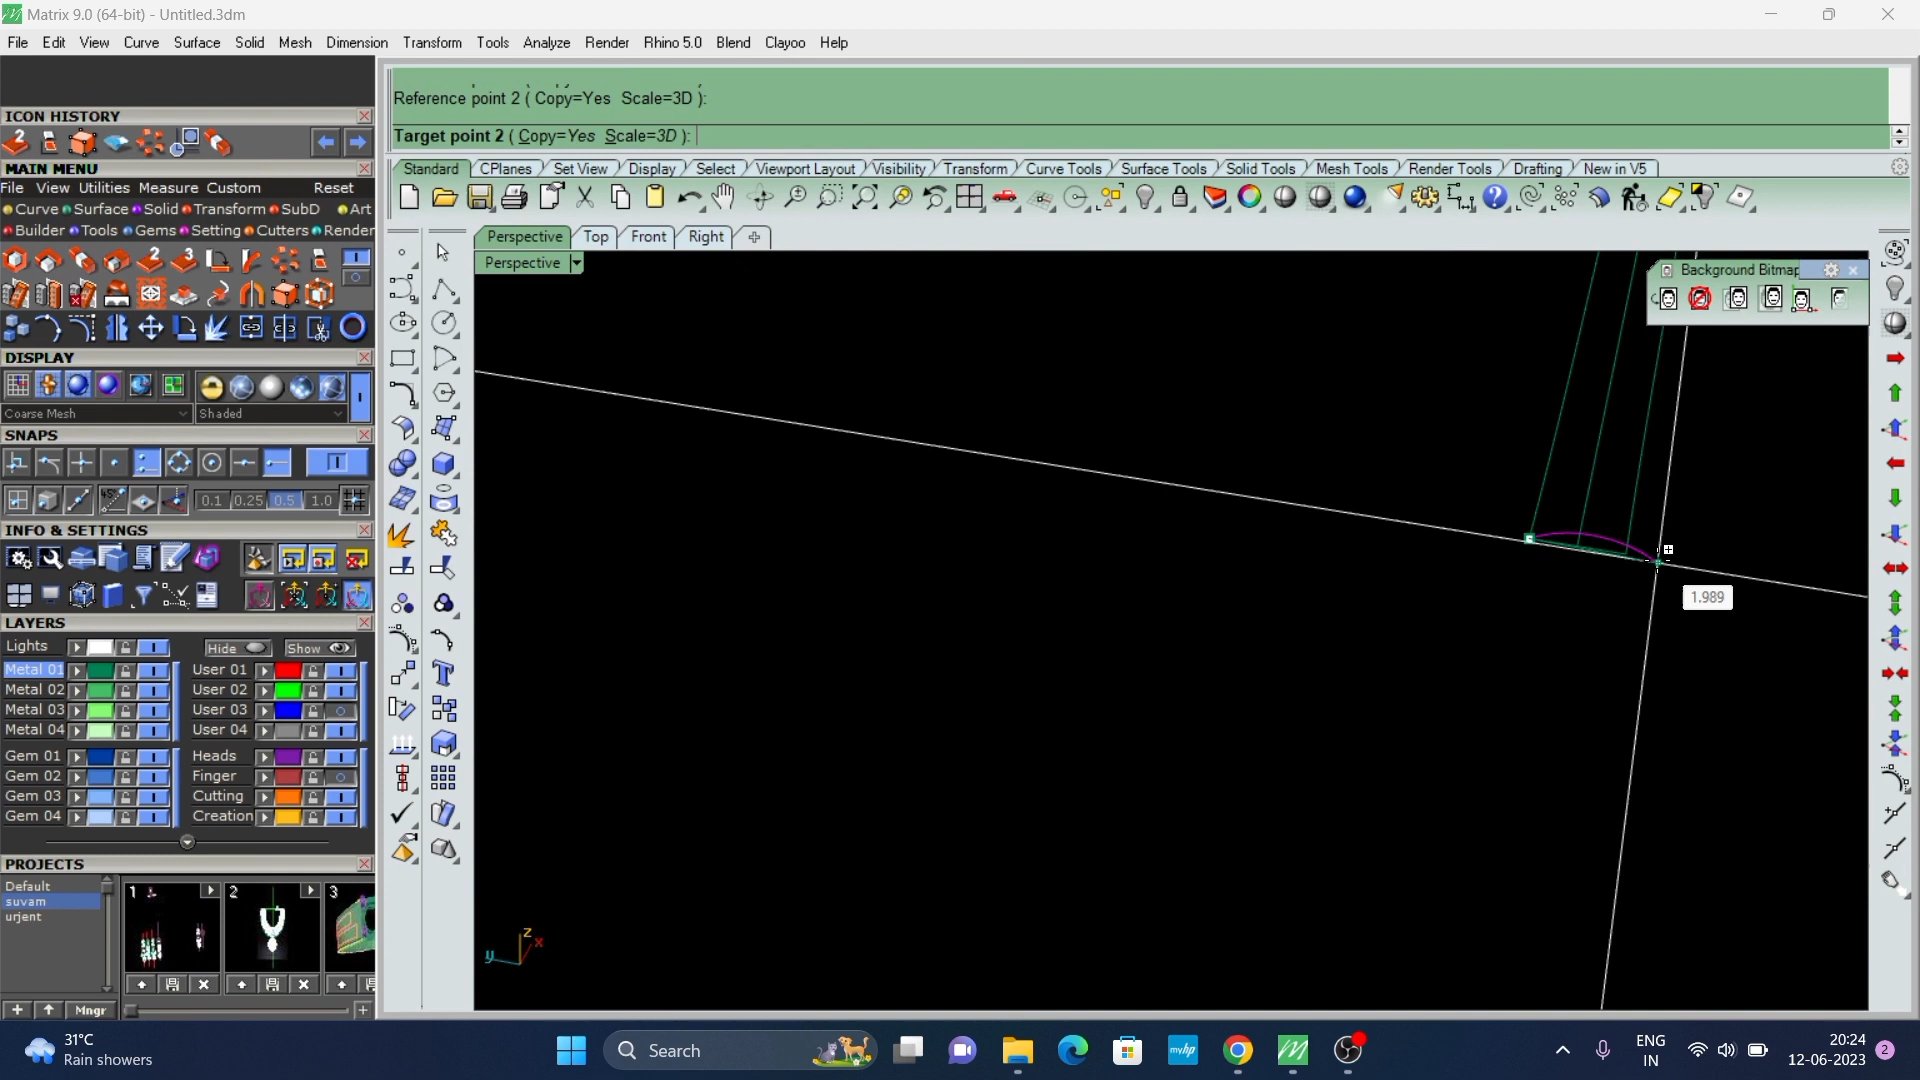 Matrix 9.0 (64-bit) - Untitled.3dm
File Edit View Curve Surface Solid Mesh Dimension Transform Tools Analyze Render Rhino 5.0 Blend Clayoo Help
Reference point 2 ( Copy=Yes Scale=3D ):
Target point 2 ( Copy=Yes Scale=3D ):
ICON HISTORY
MAIN MENU
File View Utilities Measure Custom Reset
Curve Surface Solid Transform SubD Art
Builder Tools Gems Setting Cutters Render
Standard CPlanes Set View Display Select Viewport Layout Visibility Transform Curve Tools Surface Tools Solid Tools Mesh Tools Render Tools Drafting New in V5
Perspective Top Front Right
Perspective
Background Bitmap
DISPLAY
Coarse Mesh Shaded
SNAPS
45°
0.1 0.25 0.5 1.0
INFO & SETTINGS
LAYERS
Lights Hide Show
Metal 01 User 01
Metal 02 User 02
Metal 03 User 03
Metal 04 User 04
Gem 01 Heads
Gem 02 Finger
Gem 03 Cutting
Gem 04 Creation
PROJECTS
Default
suvam
urjent
1 2 3
Mngr
1.989
z
x
y
31°C
Rain showers
Search
myhp
ENG
IN
20:24
12-06-2023
2